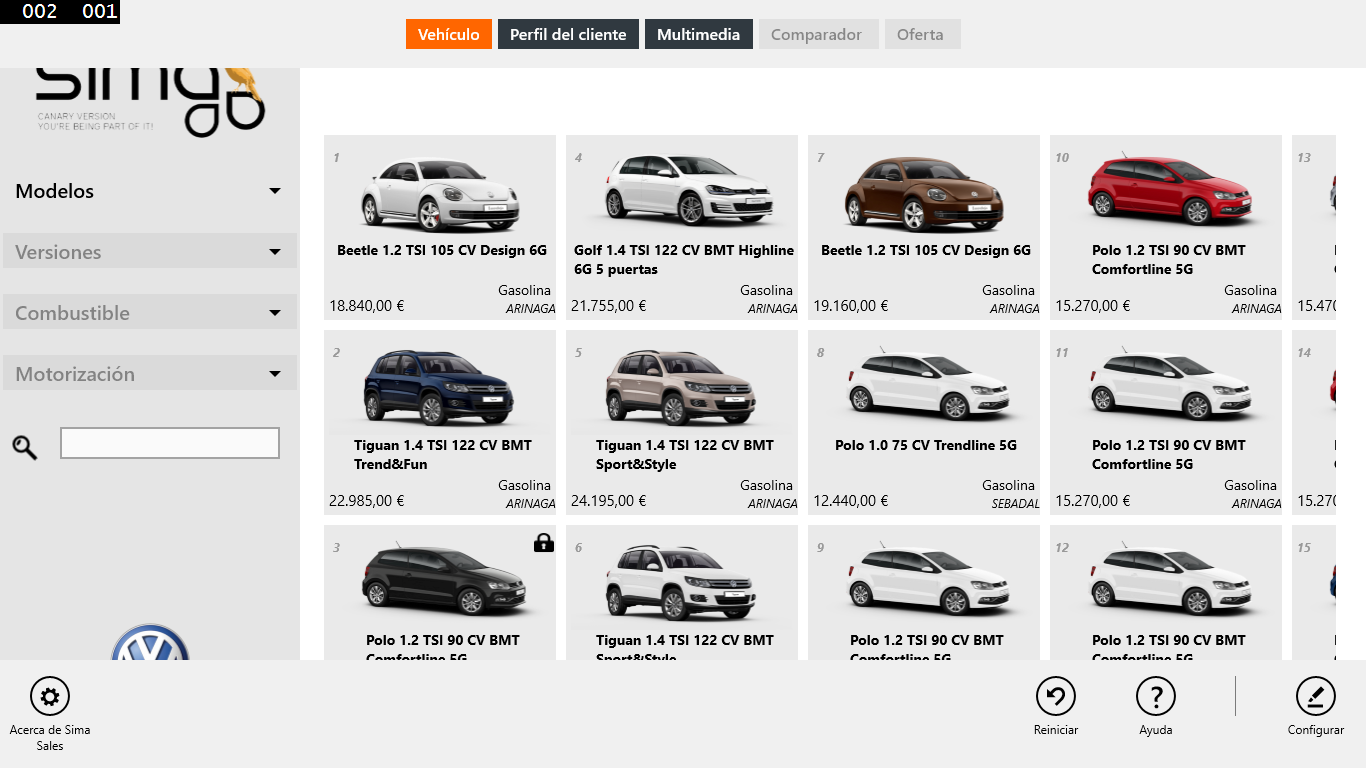 002 001
Vehículo Perfil del cliente Multimedia Comparador Oferta
sima
go
CANARY VERSION
YOU'RE BEING PART OF IT!
Modelos
Versiones
Combustible
Motorización
1
Beetle 1.2 TSI 105 CV Design 6G
Gasolina
18.840,00 €
ARINAGA
4
Golf 1.4 TSI 122 CV BMT Highline
6G 5 puertas
Gasolina
21.755,00 €
ARINAGA
7
Beetle 1.2 TSI 105 CV Design 6G
Gasolina
19.160,00 €
ARINAGA
10
Polo 1.2 TSI 90 CV BMT
Comfortline 5G
Gasolina
15.270,00 €
ARINAGA
13
15.470
2
Tiguan 1.4 TSI 122 CV BMT
Trend&Fun
Gasolina
22.985,00 €
ARINAGA
5
Tiguan 1.4 TSI 122 CV BMT
Sport&Style
Gasolina
24.195,00 €
ARINAGA
8
Polo 1.0 75 CV Trendline 5G
Gasolina
12.440,00 €
SEBADAL
11
Polo 1.2 TSI 90 CV BMT
Comfortline 5G
Gasolina
15.270,00 €
ARINAGA
14
15.270
3
Polo 1.2 TSI 90 CV BMT
Comfortline 5G
6
Tiguan 1.4 TSI 122 CV BMT
Sport&Style
9
Polo 1.2 TSI 90 CV BMT
Comfortline 5G
12
Polo 1.2 TSI 90 CV BMT
Comfortline 5G
15
Acerca de Sima
Sales
Reiniciar
Ayuda
Configurar